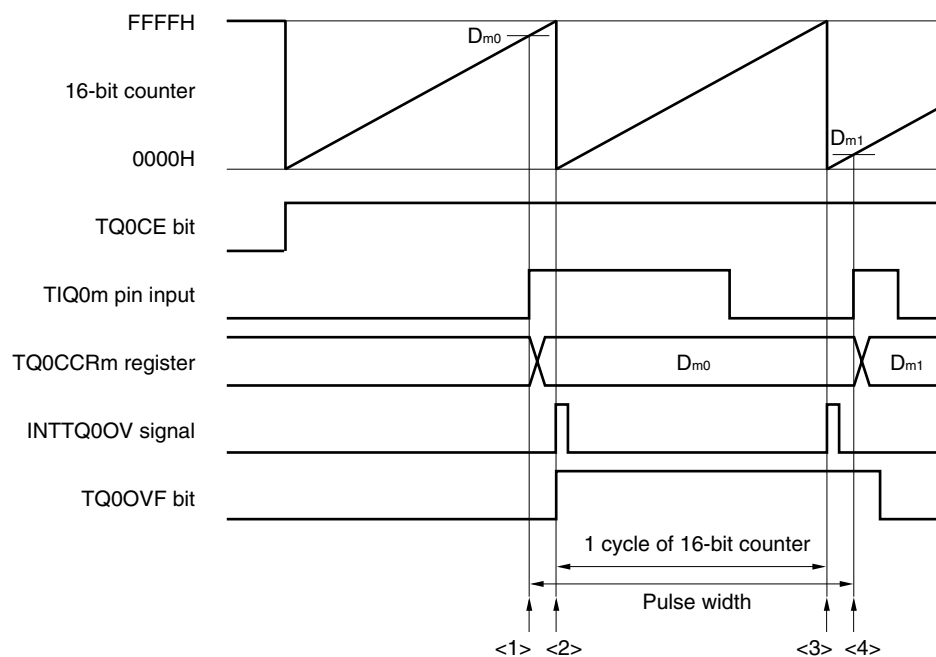 FFFFH
Dm0
16-bit counter
Dm1
0000H
TQ0CE bit
TIQ0m pin input
TQ0CCRm register
Dm0
Dm1
INTTQ0OV signal
TQ0OVF bit
1 cycle of 16-bit counter
Pulse width
<1> <2> <3> <4>